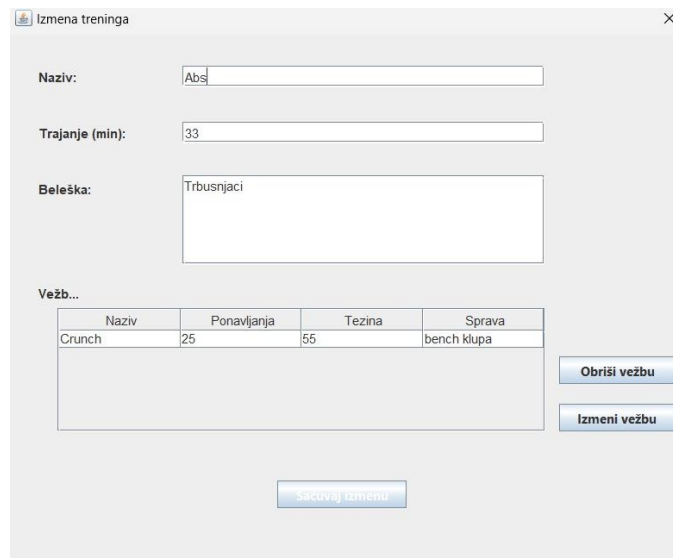 Izmena treninga
Naziv: Abs
Trajanje (min): 33
Beleška: Trbusnjaci
Vežb...
Naziv Ponavljanja Tezina Sprava
Crunch 25 55 bench klupa
Obriši vežbu
Izmeni vežbu
Sačuvaj izmenu